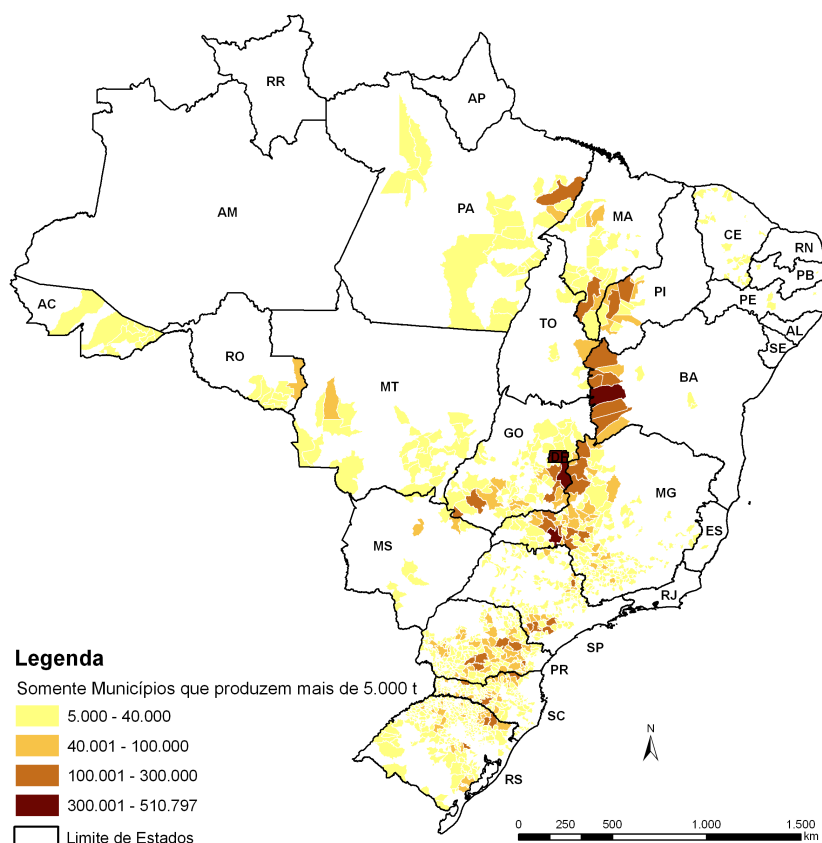 RR
AP
AM
PA
MA
CE
RN
PB
PI
PE
AC
TO
AL
SE
RO
BA
MT
GO
DF
MG
ES
MS
RJ
SP
PR
SC
RS
Legenda
Somente Municípios que produzem mais de 5.000 t
5.000 - 40.000
40.001 - 100.000
100.001 - 300.000
300.001 - 510.797
Limite de Estados
N
0 250 500 1.000 1.500
km